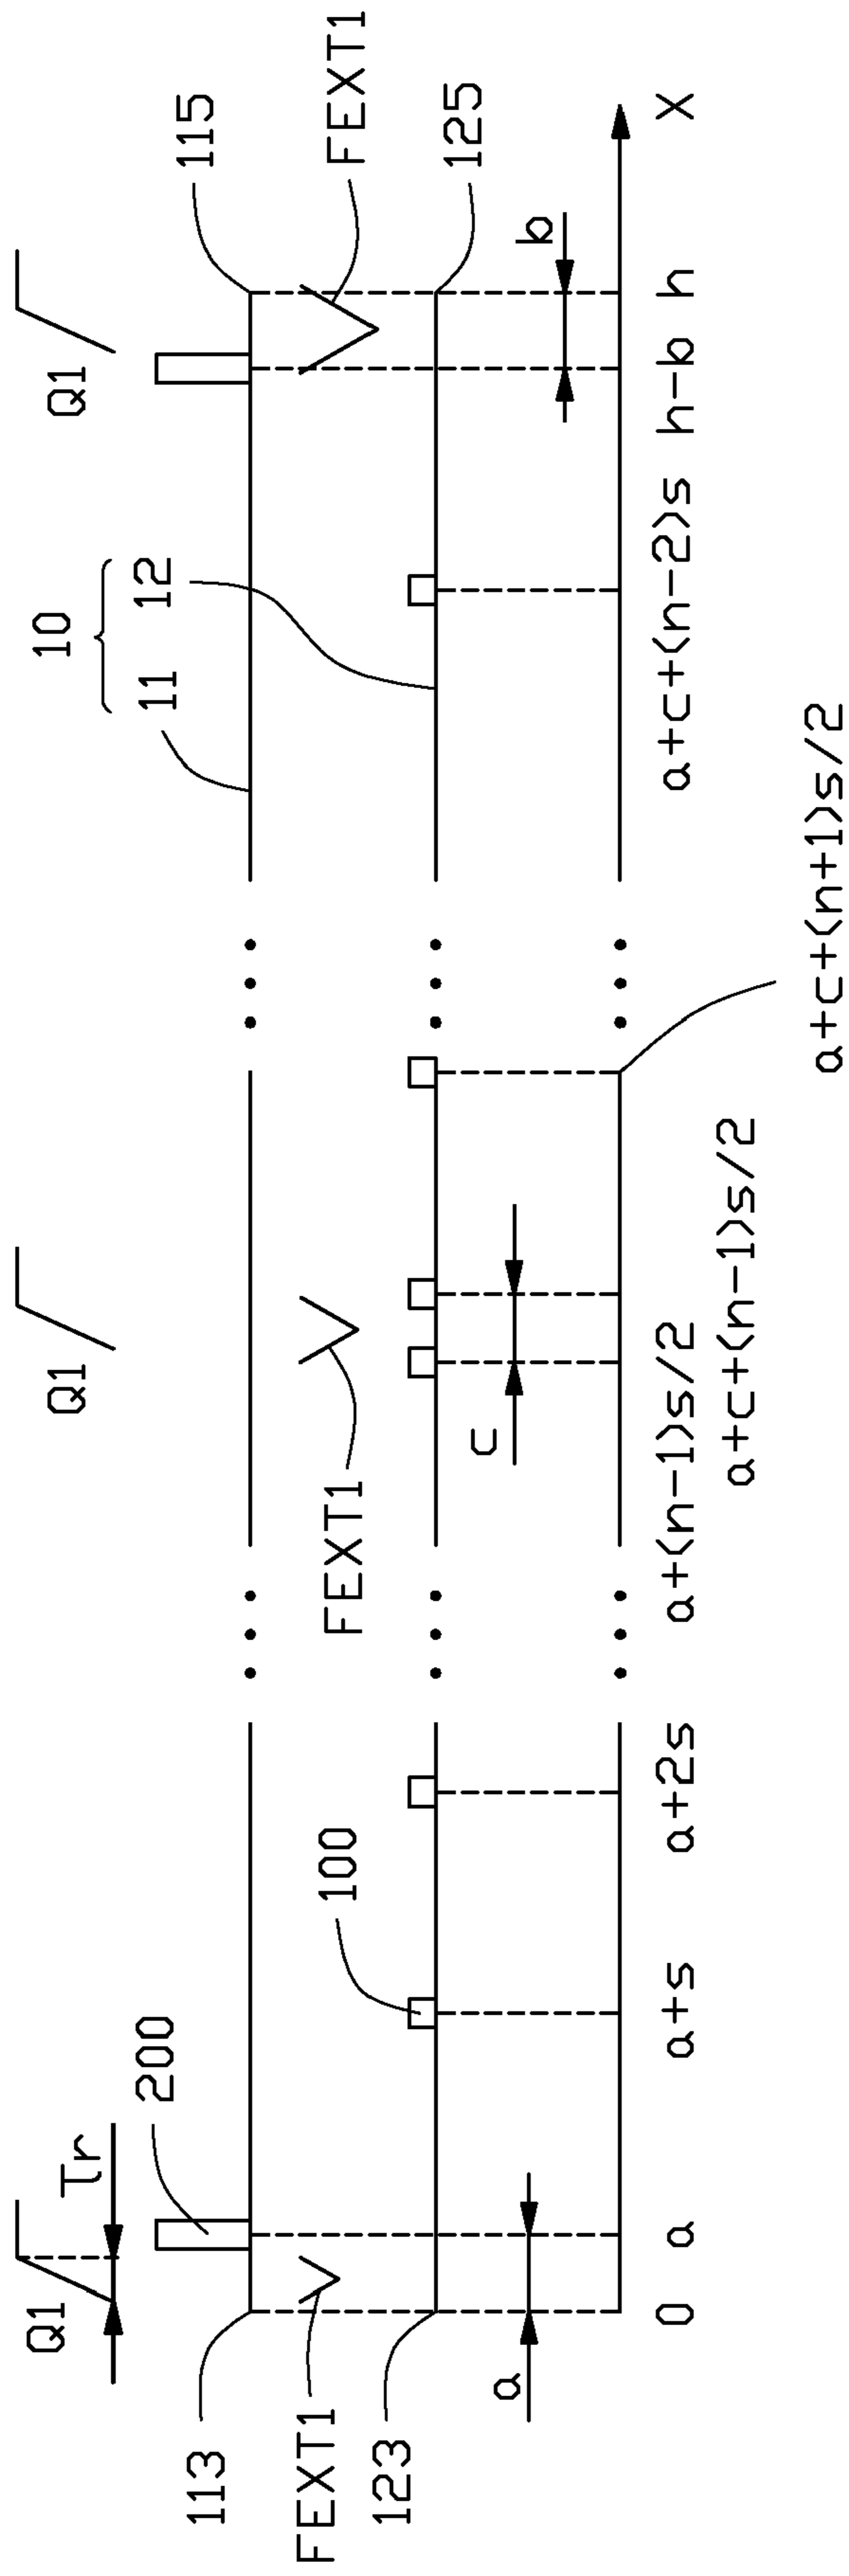 Q1
Tr
Q1
Q1
200
10
11
12
113
115
FEXT1
FEXT1
FEXT1
100
123
125
a
c
b
0
a
a+s
a+2s
a+(n-1)s/2
a+c+(n-1)s/2
a+c+(n+1)s/2
a+c+(n-2)s
h-b
h
X